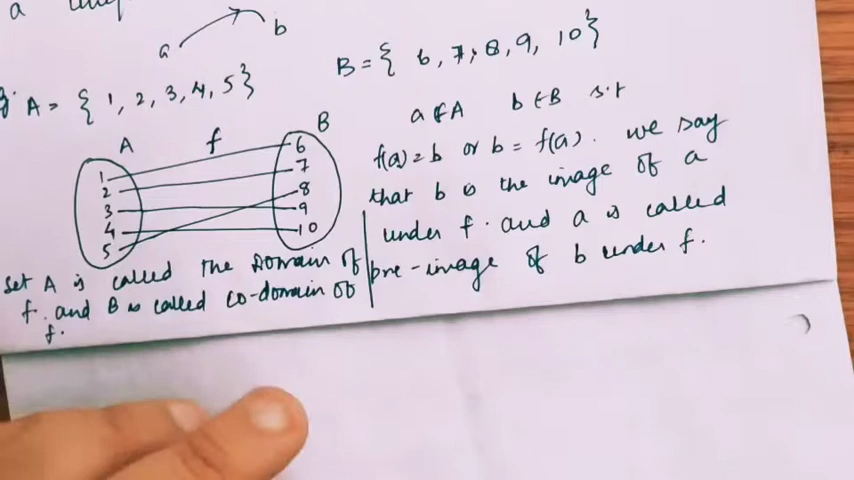 a
a b
A = { 1, 2, 3, 4, 5 }
B = { 6, 7, 8, 9, 10 }
A f B
1 6
2 7
3 8
4 9
5 10
Set A is called the Domain of
f. and B is called co-domain of
f.
a ∈ A b ∈ B s.t
f(a) = b or b = f(a). we say
that b is the image of a
under f. and a is called
pre-image of b under f.